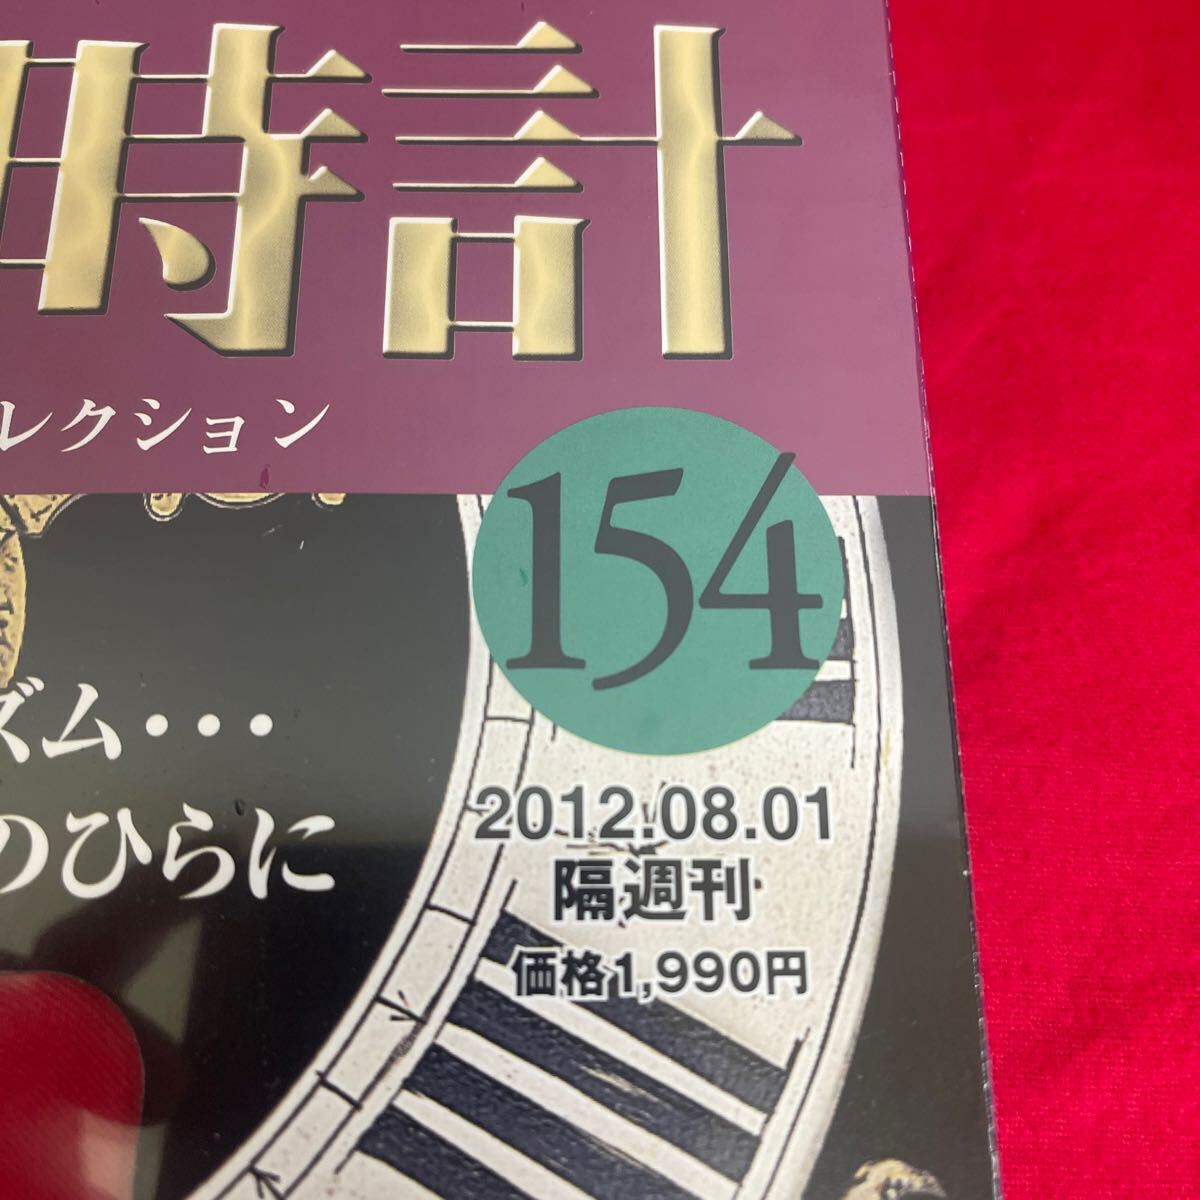 時計
レクション
154
ズム・・・
のひらに
2012.08.01
隔週刊
価格1,990円